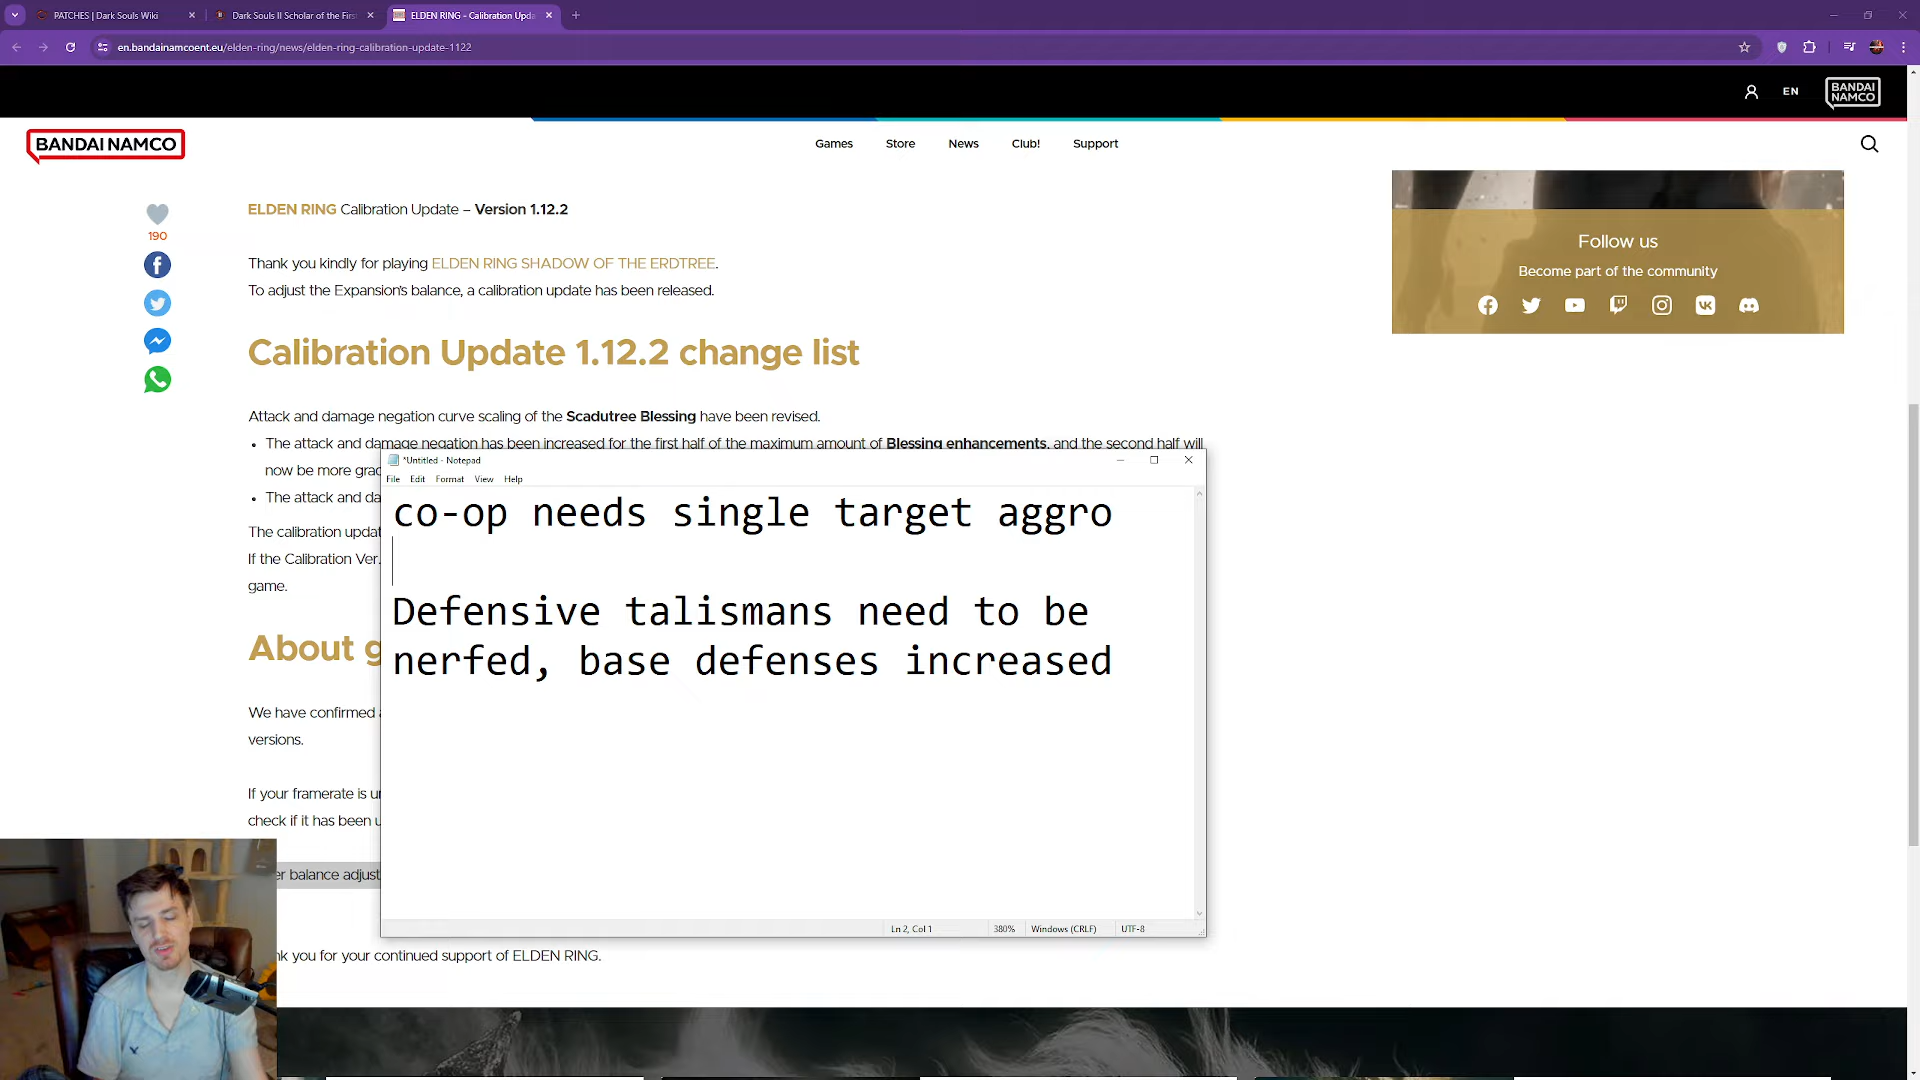 PATCHES | Dark Souls Wiki
Dark Souls II Scholar of the Firs
ELDEN RING - Calibration Upda
en.bandainamcoent.eu/elden-ring/news/elden-ring-calibration-update-1122
EN
BANDAI
NAMCO
BANDAI NAMCO
Games
Store
News
Club!
Support
190
ELDEN RING Calibration Update – Version 1.12.2
Thank you kindly for playing ELDEN RING SHADOW OF THE ERDTREE.
To adjust the Expansion's balance, a calibration update has been released.
Follow us
Become part of the community
Calibration Update 1.12.2 change list
Attack and damage negation curve scaling of the Scadutree Blessing have been revised.
• The attack and damage negation has been increased for the first half of the maximum amount of Blessing enhancements, and the second half will
now be more grad
• The attack and da
The calibration updat
If the Calibration Ver.
game.
About g
We have confirmed a
versions.
If your framerate is un
check if it has been u
er balance adjust
nk you for your continued support of ELDEN RING.
*Untitled - Notepad
File Edit Format View Help
co-op needs single target aggro
Defensive talismans need to be
nerfed, base defenses increased
Ln 2, Col 1
380%
Windows (CRLF)
UTF-8